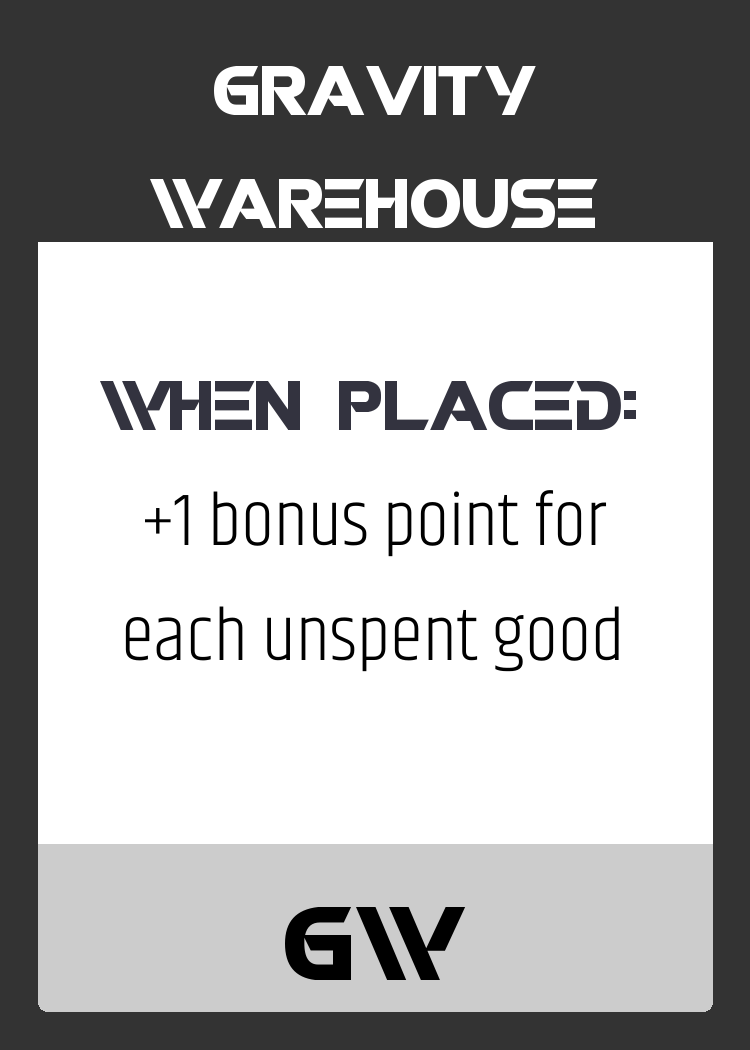 GRAVITY
WAREHOUSE
WHEN PLACED:
+1 bonus point for
each unspent good
GW